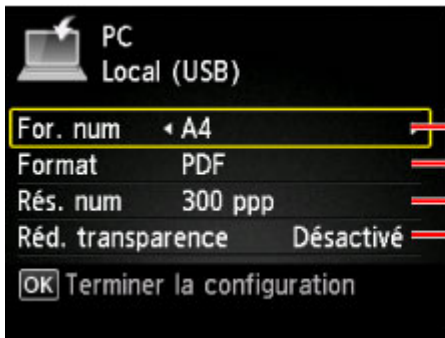 PC
Local (USB)
For. num A4
Format PDF
Rés. num 300 ppp
Réd. transparence Désactivé
OK Terminer la configuration